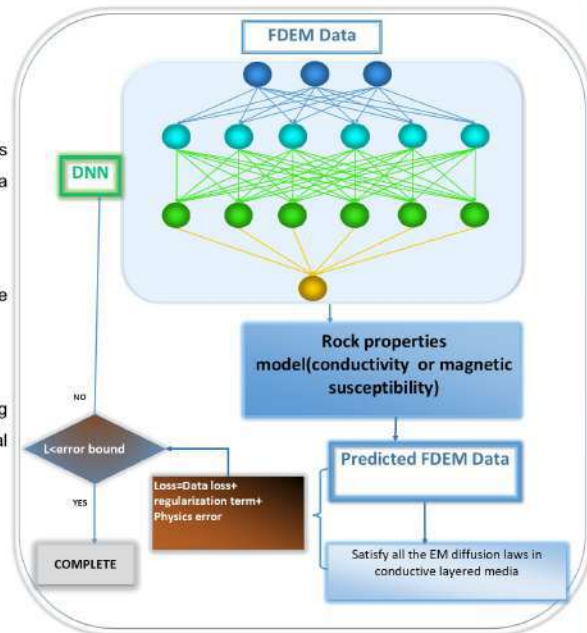 FDEM Data
s
DNN
a
e
Rock properties
model(conductivity or magnetic
susceptibility)
NO
g
al
L<error bound
Predicted FDEM Data
Loss=Data loss+
regularization term+
Physics error
YES
COMPLETE
Satisfy all the EM diffusion laws in
conductive layered media